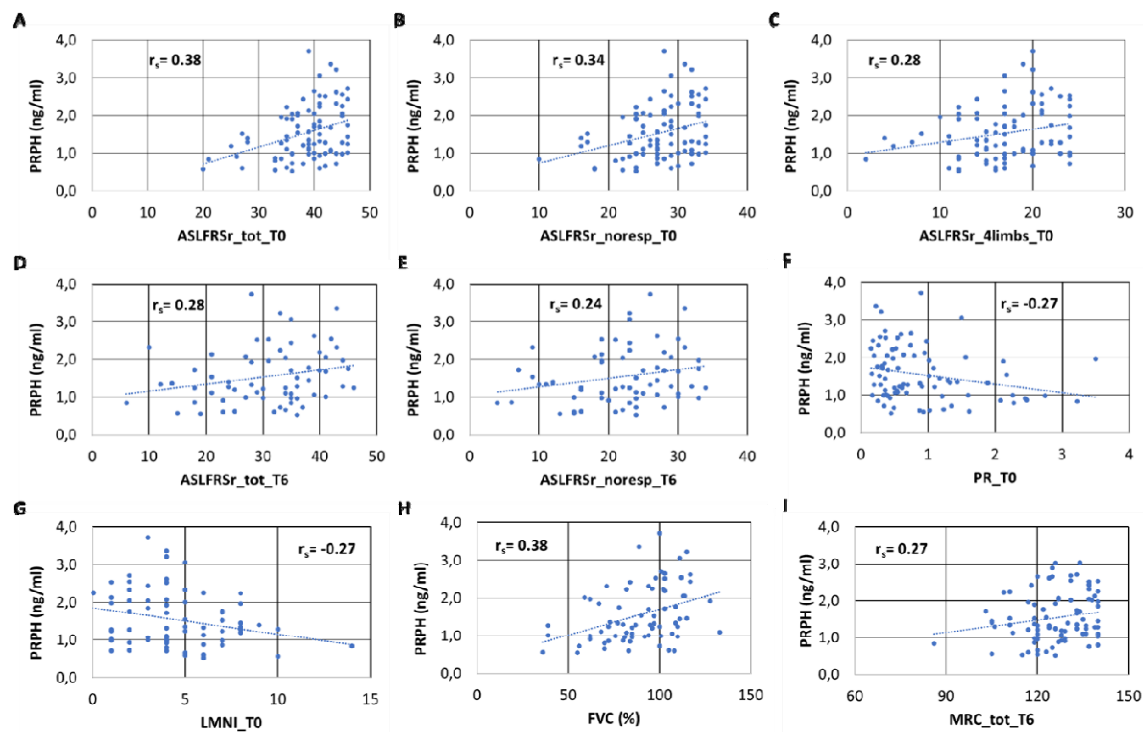 A
B
C
4,0
3,0
2,0
1,0
0,0
PRPH (ng/ml)
rs= 0.38
0 10 20 30 40 50
ASLFRSr_tot_T0
4,0
3,0
2,0
1,0
0,0
PRPH (ng/ml)
rs= 0.34
0 10 20 30 40
ASLFRSr_noresp_T0
4,0
3,0
2,0
1,0
0,0
PRPH (ng/ml)
rs= 0.28
0 10 20 30
ASLFRSr_4limbs_T0
D
E
F
4,0
3,0
2,0
1,0
0,0
PRPH (ng/ml)
rs= 0.28
0 10 20 30 40 50
ASLFRSr_tot_T6
4,0
3,0
2,0
1,0
0,0
PRPH (ng/ml)
rs= 0.24
0 10 20 30 40
ASLFRSr_noresp_T6
4,0
3,0
2,0
1,0
0,0
PRPH (ng/ml)
rs= -0.27
0 1 2 3 4
PR_T0
G
H
I
4,0
3,0
2,0
1,0
0,0
PRPH (ng/ml)
rs= -0.27
0 5 10 15
LMNI_T0
4,0
3,0
2,0
1,0
0,0
PRPH (ng/ml)
rs= 0.38
0 50 100 150
FVC (%)
4,0
3,0
2,0
1,0
0,0
PRPH (ng/ml)
rs= 0.27
60 90 120 150
MRC_tot_T6